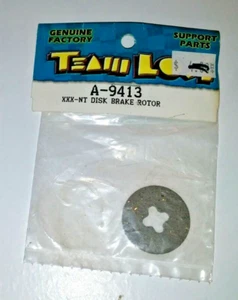 GENUINE
FACTORY
SUPPORT
PARTS
TEAM LOSI
A-9413
XXX-NT DISK BRAKE ROTOR